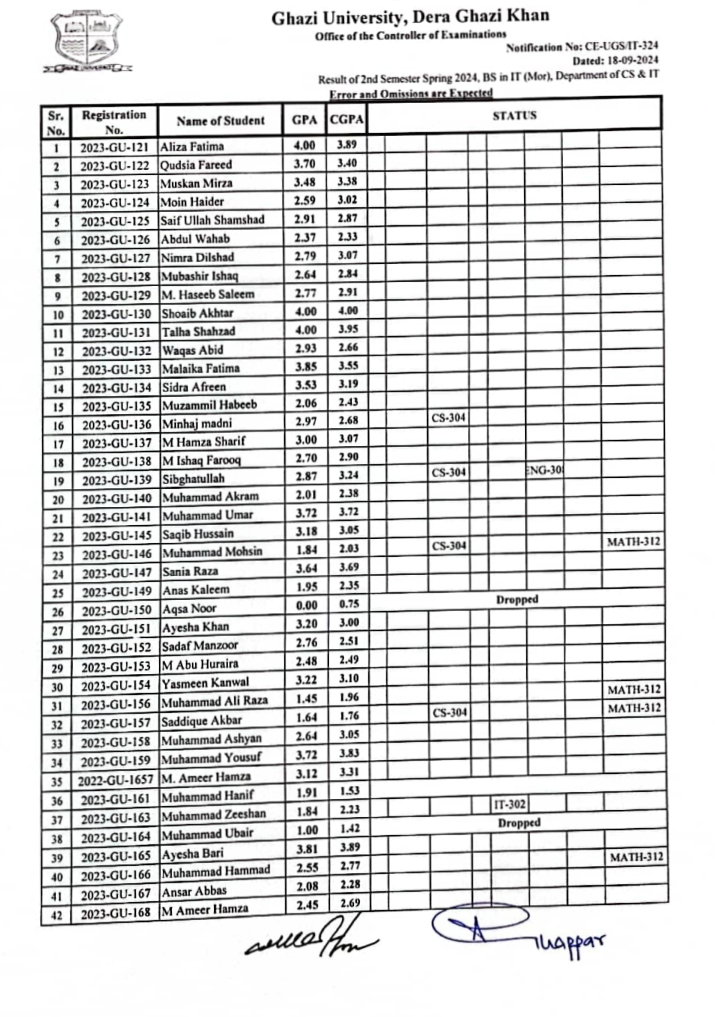 Ghazi University, Dera Ghazi Khan
Office of the Controller of Examinations
Notification No: CE-UGS/IT-324
Dated: 18-09-2024
Result of 2nd Semester Spring 2024, BS in IT (Mor), Department of CS & IT
Error and Omissions are Expected
Sr. No. Registration No. Name of Student GPA CGPA STATUS
1 2023-GU-121 Aliza Fatima 4.00 3.89
2 2023-GU-122 Qudsia Fareed 3.70 3.40
3 2023-GU-123 Muskan Mirza 3.48 3.38
4 2023-GU-124 Moin Haider 2.59 3.02
5 2023-GU-125 Saif Ullah Shamshad 2.91 2.87
6 2023-GU-126 Abdul Wahab 2.37 2.33
7 2023-GU-127 Nimra Dilshad 2.79 3.07
8 2023-GU-128 Mubashir Ishaq 2.64 2.84
9 2023-GU-129 M. Haseeb Saleem 2.77 2.91
10 2023-GU-130 Shoaib Akhtar 4.00 4.00
11 2023-GU-131 Talha Shahzad 4.00 3.95
12 2023-GU-132 Waqas Abid 2.93 2.66
13 2023-GU-133 Malaika Fatima 3.85 3.55
14 2023-GU-134 Sidra Afreen 3.53 3.19
15 2023-GU-135 Muzammil Habeeb 2.06 2.43
16 2023-GU-136 Minhaj madni 2.97 2.68 CS-304
17 2023-GU-137 M Hamza Sharif 3.00 3.07
18 2023-GU-138 M Ishaq Farooq 2.70 2.90
19 2023-GU-139 Sibghatullah 2.87 3.24 CS-304 ENG-30
20 2023-GU-140 Muhammad Akram 2.01 2.38
21 2023-GU-141 Muhammad Umar 3.72 3.72
22 2023-GU-145 Saqib Hussain 3.18 3.05
23 2023-GU-146 Muhammad Mohsin 1.84 2.03 CS-304 MATH-312
24 2023-GU-147 Sania Raza 3.64 3.69
25 2023-GU-149 Anas Kaleem 1.95 2.35
26 2023-GU-150 Aqsa Noor 0.00 0.75 Dropped
27 2023-GU-151 Ayesha Khan 3.20 3.00
28 2023-GU-152 Sadaf Manzoor 2.76 2.51
29 2023-GU-153 M Abu Huraira 2.48 2.49
30 2023-GU-154 Yasmeen Kanwal 3.22 3.10
31 2023-GU-156 Muhammad Ali Raza 1.45 1.96 MATH-312
32 2023-GU-157 Saddique Akbar 1.64 1.76 CS-304 MATH-312
33 2023-GU-158 Muhammad Ashyan 2.64 3.05
34 2023-GU-159 Muhammad Yousuf 3.72 3.83
35 2022-GU-1657 M. Ameer Hamza 3.12 3.31
36 2023-GU-161 Muhammad Hanif 1.91 1.53
37 2023-GU-163 Muhammad Zeeshan 1.84 2.23 IT-302
38 2023-GU-164 Muhammad Ubair 1.00 1.42 Dropped
39 2023-GU-165 Ayesha Bari 3.81 3.89
40 2023-GU-166 Muhammad Hammad 2.55 2.77 MATH-312
41 2023-GU-167 Ansar Abbas 2.08 2.28
42 2023-GU-168 M Ameer Hamza 2.45 2.69